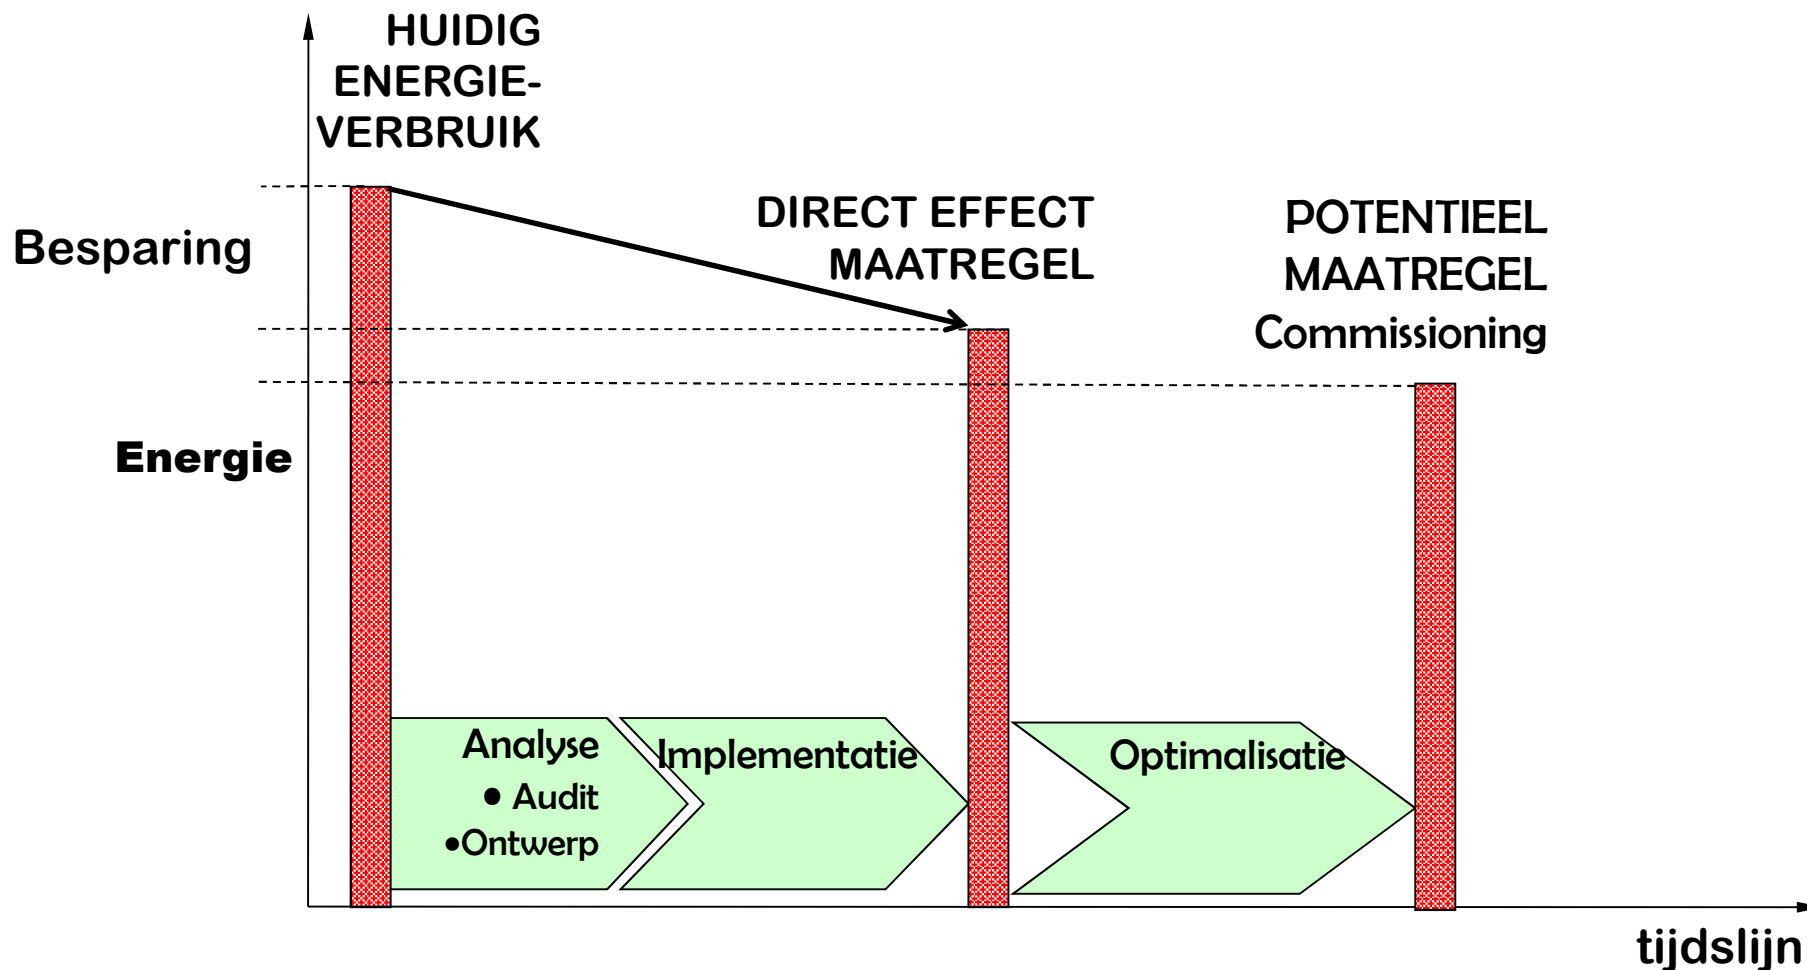 HUIDIG
ENERGIE-
VERBRUIK
Besparing
DIRECT EFFECT
MAATREGEL
POTENTIEEL
MAATREGEL
Commissioning
Energie
Analyse
• Audit
•Ontwerp
Implementatie
Optimalisatie
tijdslijn